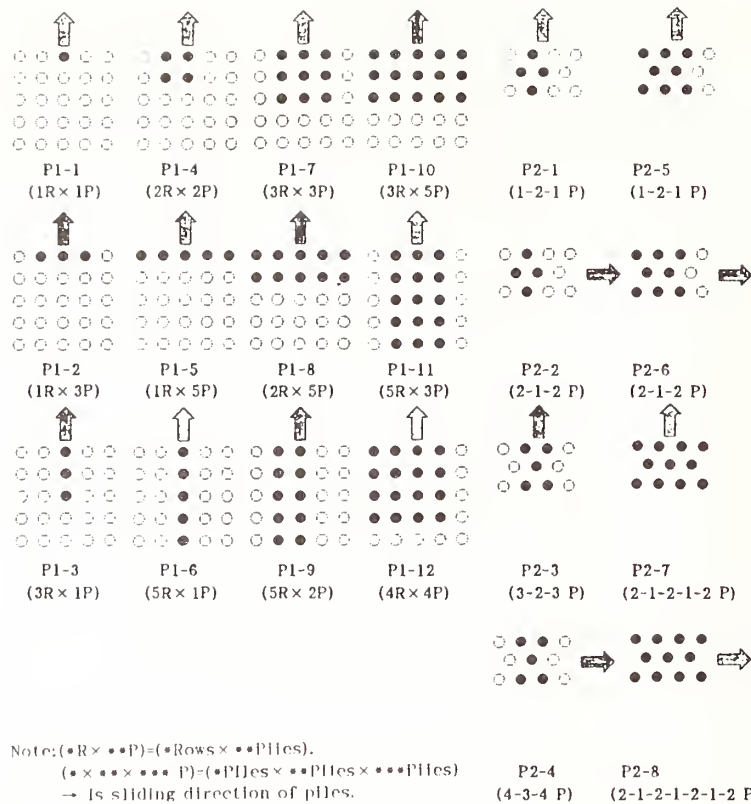 P1-1 P1-4 P1-7 P1-10 P2-1 P2-5
(1R× 1P) (2R× 2P) (3R× 3P) (3R× 5P) (1-2-1 P) (1-2-1 P)
P1-2 P1-5 P1-8 P1-11 P2-2 P2-6
(1R× 3P) (1R× 5P) (2R× 5P) (5R× 3P) (2-1-2 P) (2-1-2 P)
P1-3 P1-6 P1-9 P1-12 P2-3 P2-7
(3R× 1P) (5R× 1P) (5R× 2P) (4R× 4P) (3-2-3 P) (2-1-2-1-2 P)
Note:(•R× ••P)=(•Rows× ••Piles).
(•× ••× ••• P)=(•Piles× ••Piles× •••Piles)
→ is sliding direction of piles.
P2-4 P2-8
(4-3-4 P) (2-1-2-1-2-1-2 P